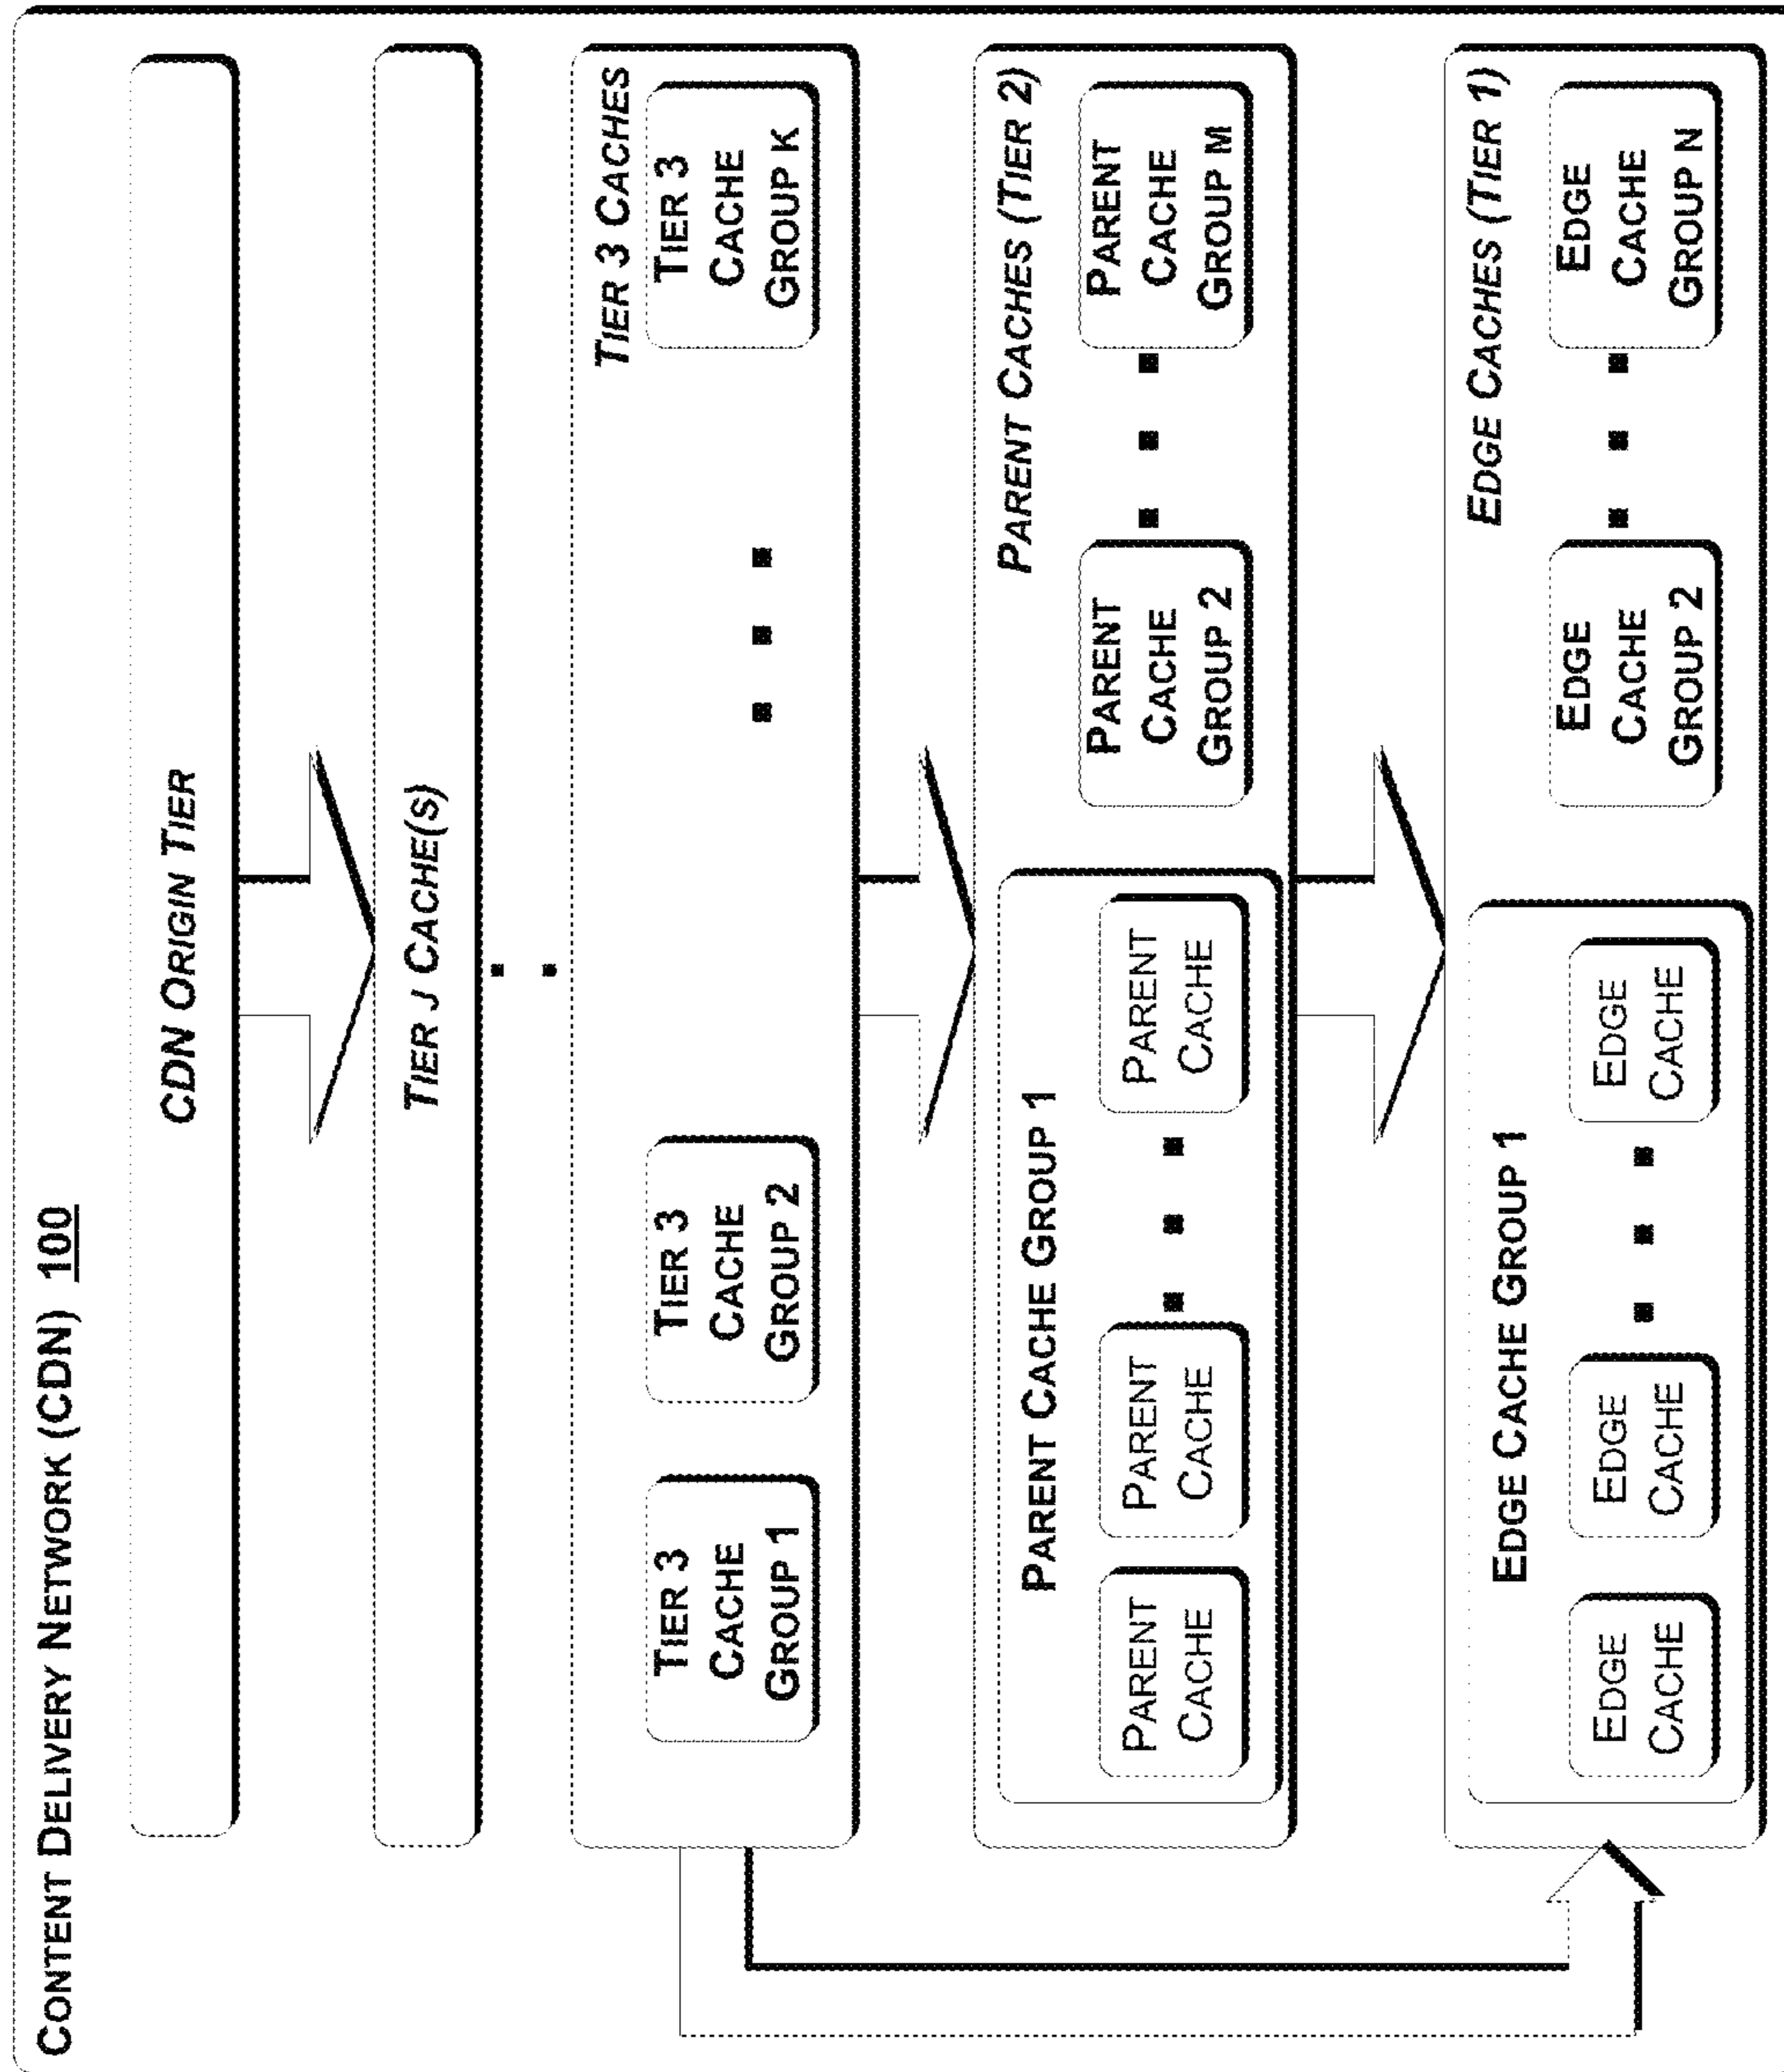 CONTENT DELIVERY NETWORK (CDN) 100
CDN ORIGIN TIER
TIER J CACHE(S)
TIER 3 CACHES
TIER 3
CACHE
GROUP 1
TIER 3
CACHE
GROUP 2
TIER 3
CACHE
GROUP K
PARENT CACHES (TIER 2)
PARENT CACHE GROUP 1
PARENT
CACHE
PARENT
CACHE
PARENT
CACHE
PARENT
CACHE
GROUP 2
PARENT
CACHE
GROUP M
EDGE CACHES (TIER 1)
EDGE CACHE GROUP 1
EDGE
CACHE
EDGE
CACHE
EDGE
CACHE
EDGE
CACHE
GROUP 2
EDGE
CACHE
GROUP N